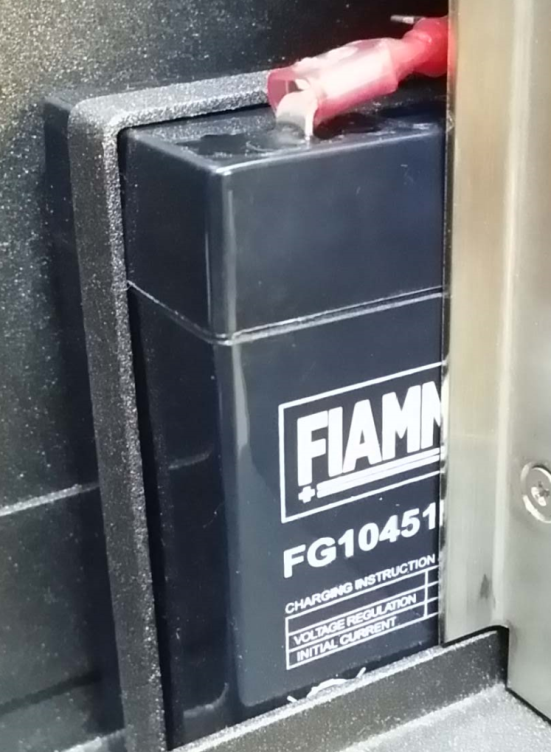 FIAMM
FG10451
CHARGING INSTRUCTION
VOLTAGE REGULATION
INITIAL CURRENT